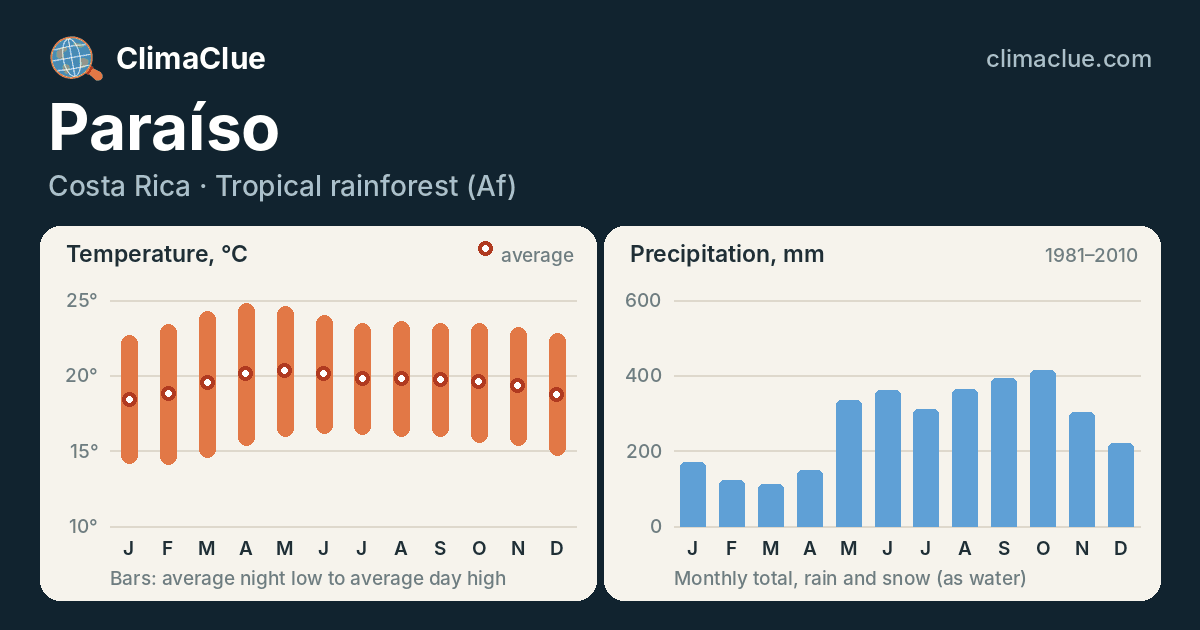 ClimaClue
climaclue.com
Paraíso
Costa Rica · Tropical rainforest (Af)
Temperature, °C
average
25°
20°
15°
10°
J F M A M J J A S O N D
Bars: average night low to average day high
Precipitation, mm
1981–2010
600
400
200
0
J F M A M J J A S O N D
Monthly total, rain and snow (as water)